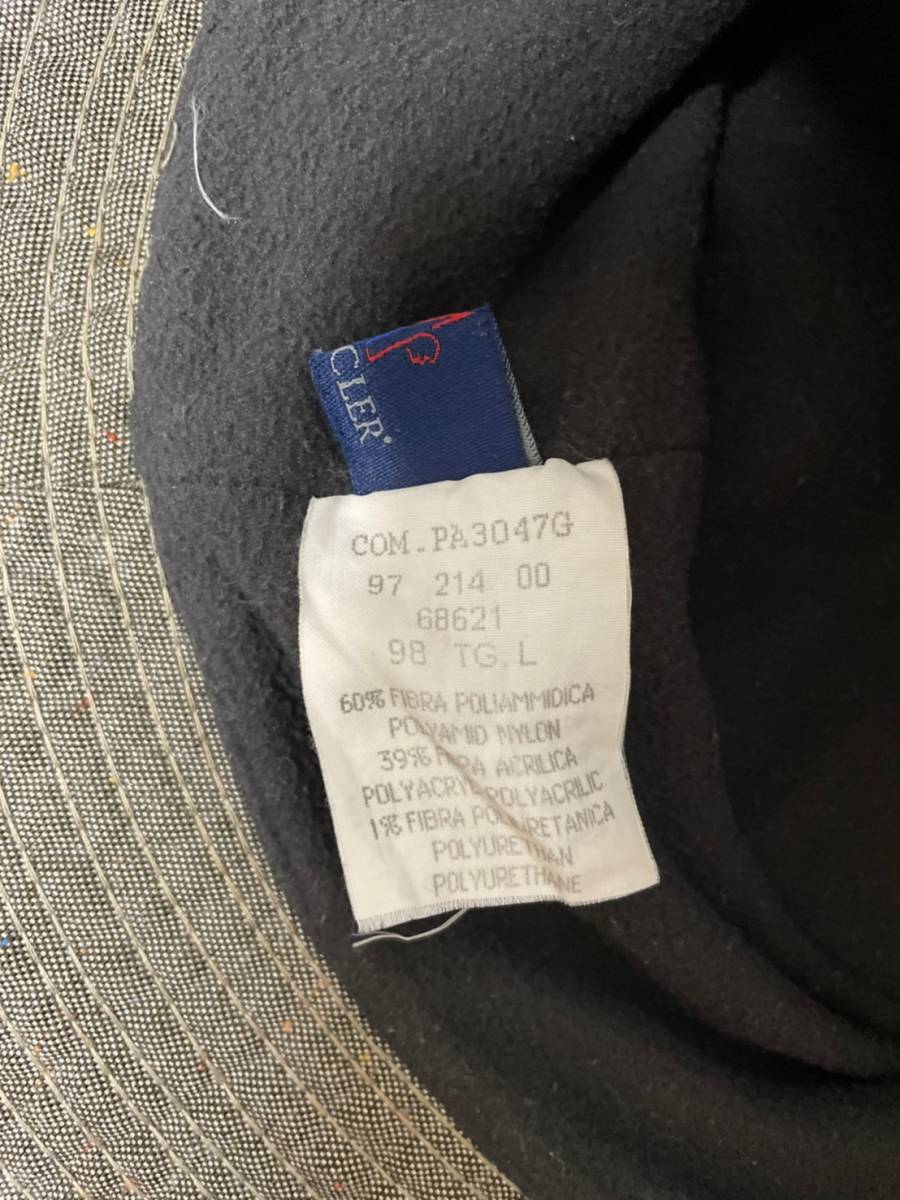 CLER
COM.PA3047G
97 214 00
68621
98 TG.L
60% FIBRA POLIAMMIDICA
POLYAMID NYLON
39% FIBRA ACRILICA
POLYACRYL POLYACRILIC
1% FIBRA POLIURETANICA
POLYURETHAN
POLYURETHANE